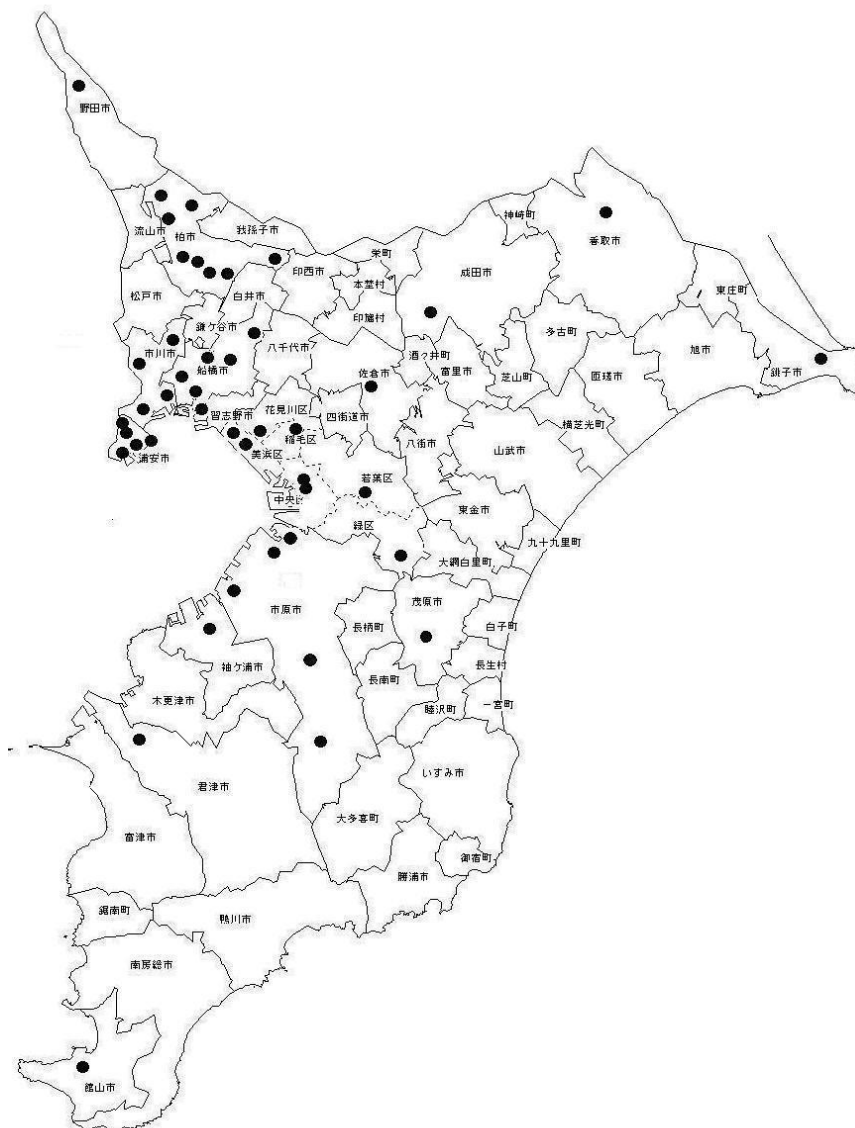 野田市
流山市
柏市
我孫子市
松戸市
白井市
印西市
栄町
本埜村
印旛村
成田市
神崎町
香取市
東庄町
鎌ケ谷市
市川市
船橋市
八千代市
佐倉市
酒々井町
富里市
芝山町
多古町
匝瑳市
旭市
銚子市
習志野市
花見川区
四街道市
八街市
横芝光町
山武市
浦安市
美浜区
稲毛区
若葉区
中央区
緑区
東金市
九十九里町
大網白里町
市原市
茂原市
長柄町
白子町
袖ケ浦市
木更津市
長南町
長生村
睦沢町
一宮町
君津市
いすみ市
大多喜町
富津市
御宿町
勝浦市
鋸南町
鴨川市
南房総市
館山市